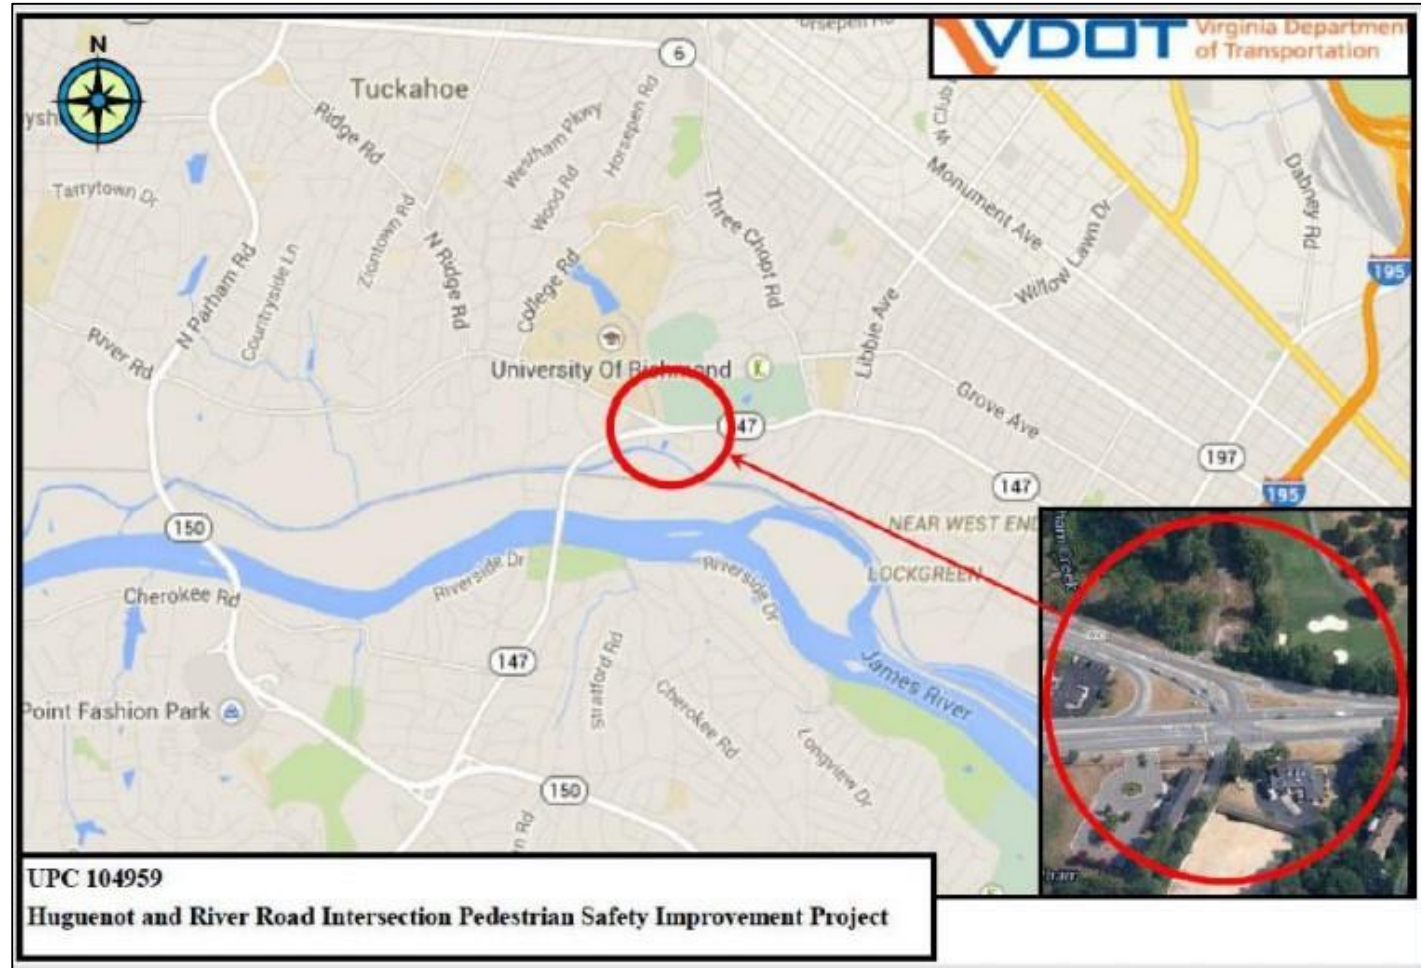 N
Tuckahoe
6
VDOT
Virginia Department
of Transportation
Ridge Rd
Westham Pkwy
Horsepen Rd
Wood Rd
Tarrytown Dr
Ziontown Rd
N Ridge Rd
Three Chopt Rd
Monument Ave
Willow Lawn Dr
Dabney Rd
195
N Parham Rd
Countryside Ln
College Rd
Libbie Ave
River Rd
University Of Richmond
Grove Ave
147
197
147
195
150
NEAR WEST END
LOCKGREEN
Riverside Dr
Riverside Dr
Cherokee Rd
147
Stratford Rd
James River
Point Fashion Park
Cherokee Rd
Longview Dr
150
n Rd
UPC 104959
Huguenot and River Road Intersection Pedestrian Safety Improvement Project